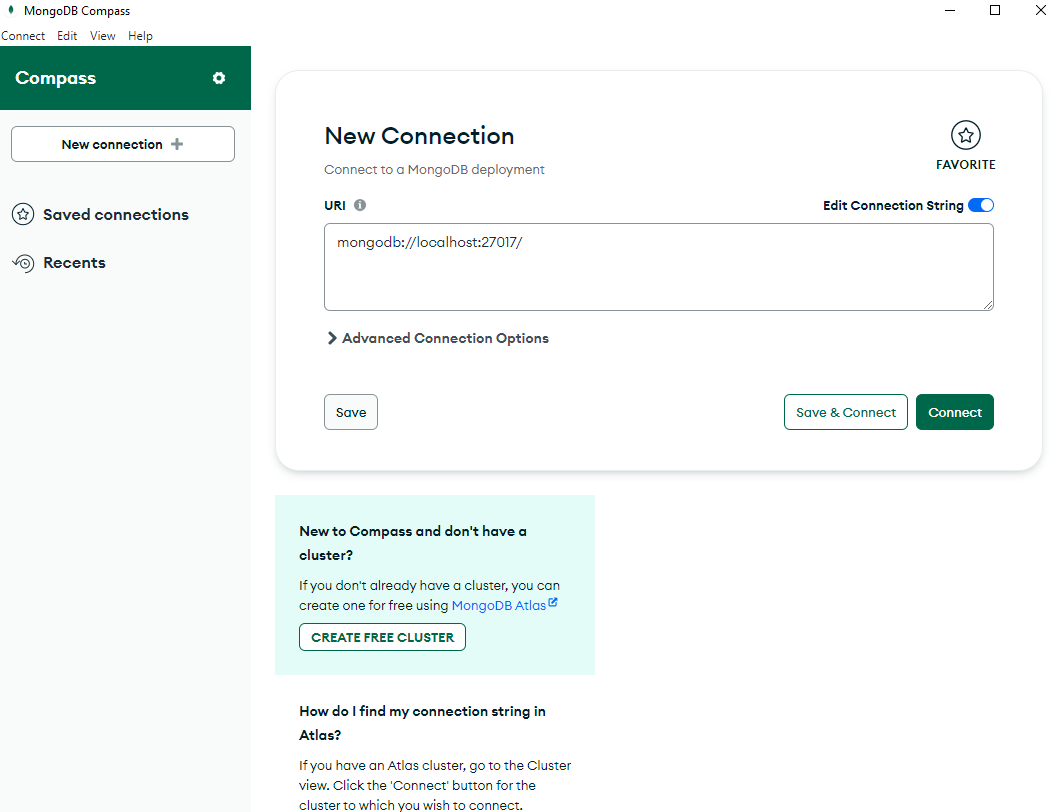 MongoDB Compass
Connect Edit View Help
Compass
New connection
Saved connections
Recents
New Connection
FAVORITE
Connect to a MongoDB deployment
URI
Edit Connection String
mongodb://localhost:27017/
Advanced Connection Options
Save
Save & Connect
Connect
New to Compass and don't have a
cluster?
If you don't already have a cluster, you can
create one for free using MongoDB Atlas
CREATE FREE CLUSTER
How do I find my connection string in
Atlas?
If you have an Atlas cluster, go to the Cluster
view. Click the 'Connect' button for the
cluster to which you wish to connect.